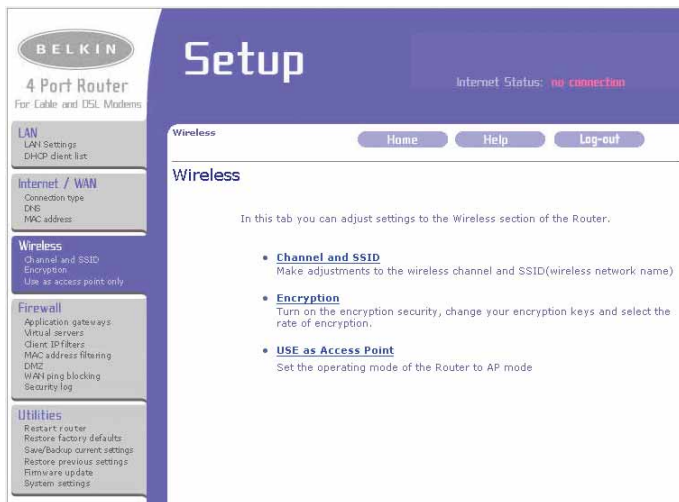 BELKIN
4 Port Router
For Cable and DSL Modems
Setup
Internet Status: no connection
LAN
LAN Settings
DHCP client list
Internet / WAN
Connection type
DNS
MAC address
Wireless
Channel and SSID
Encryption
Use as access point only
Firewall
Application gateways
Virtual servers
Client IP filters
MAC address filtering
DMZ
WAN ping blocking
Security log
Utilities
Restart router
Restore factory defaults
Save/Backup current settings
Restore previous settings
Firmware update
System settings
Wireless
Home
Help
Log-out
Wireless
In this tab you can adjust settings to the Wireless section of the Router.
Channel and SSID
Make adjustments to the wireless channel and SSID(wireless network name)
Encryption
Turn on the encryption security, change your encryption keys and select the
rate of encryption.
USE as Access Point
Set the operating mode of the Router to AP mode